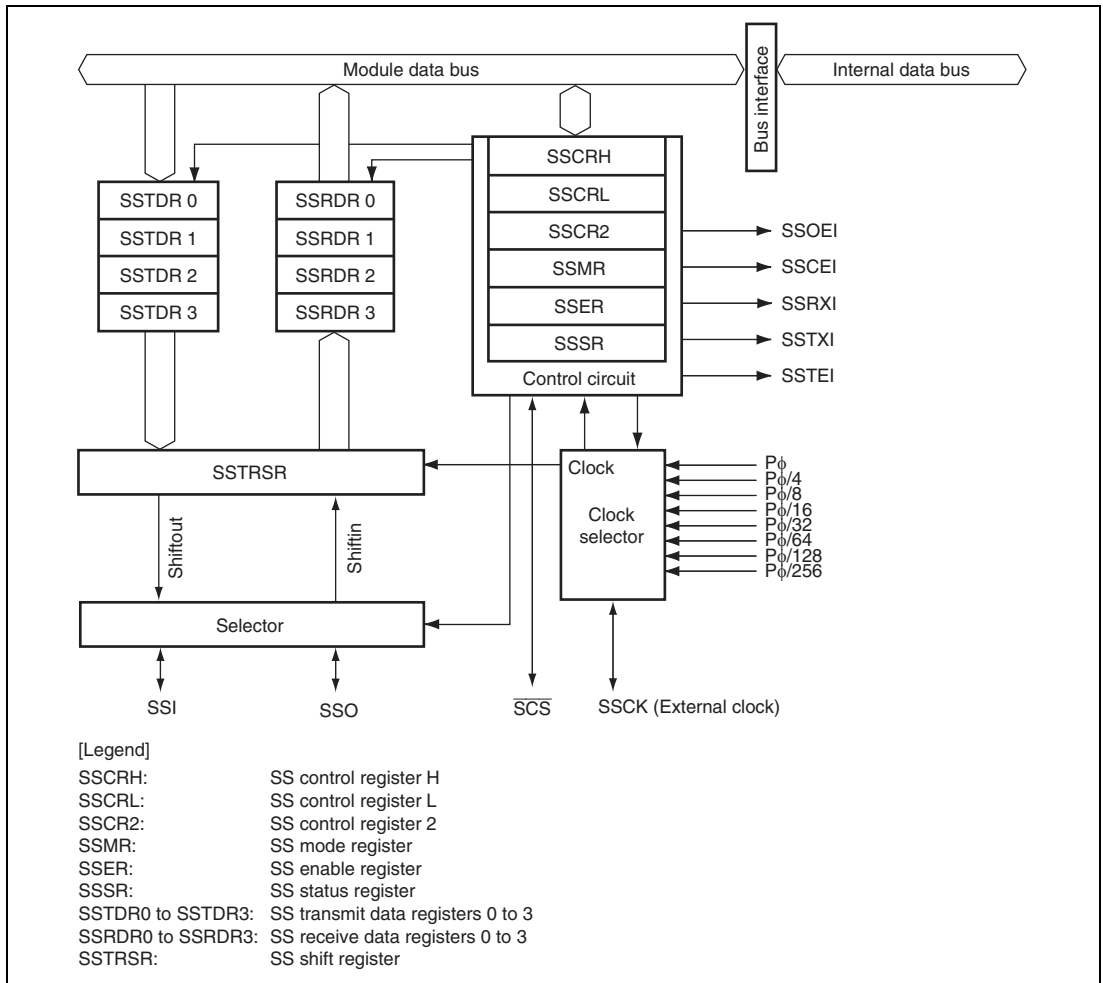 Module data bus
Bus interface
Internal data bus
SSTDR 0
SSTDR 1
SSTDR 2
SSTDR 3
SSRDR 0
SSRDR 1
SSRDR 2
SSRDR 3
SSCRH
SSCRL
SSCR2
SSMR
SSER
SSSR
Control circuit
SSOEI
SSCEI
SSRXI
SSTXI
SSTEI
SSTRSR
Clock
Clock
selector
Pϕ
Pϕ/4
Pϕ/8
Pϕ/16
Pϕ/32
Pϕ/64
Pϕ/128
Pϕ/256
Shiftout
Shiftin
Selector
SSI
SSO
SCS
SSCK (External clock)
[Legend]
SSCRH: SS control register H
SSCRL: SS control register L
SSCR2: SS control register 2
SSMR: SS mode register
SSER: SS enable register
SSSR: SS status register
SSTDR0 to SSTDR3: SS transmit data registers 0 to 3
SSRDR0 to SSRDR3: SS receive data registers 0 to 3
SSTRSR: SS shift register